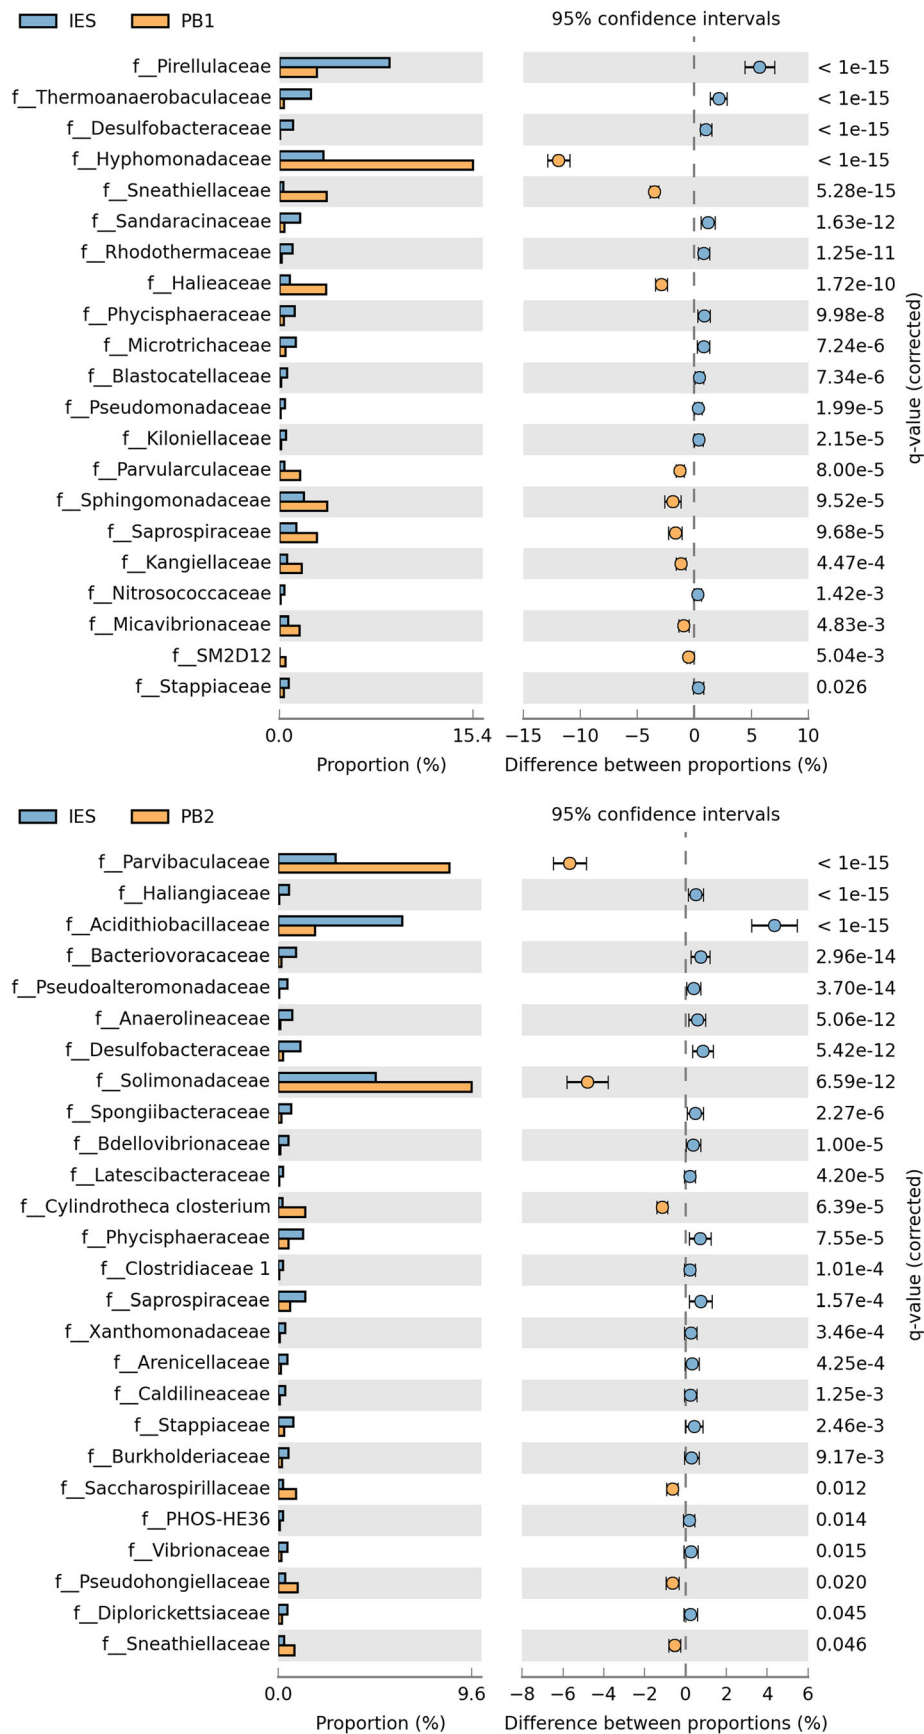 IES PB1 95% confidence intervals
f__Pirellulaceae < 1e-15
f__Thermoanaerobaculaceae < 1e-15
f__Desulfobacteraceae < 1e-15
f__Hyphomonadaceae < 1e-15
f__Sneathiellaceae 5.28e-15
f__Sandaracinaceae 1.63e-12
f__Rhodothermaceae 1.25e-11
f__Halieaceae 1.72e-10
f__Phycisphaeraceae 9.98e-8
f__Microtrichaceae 7.24e-6
f__Blastocatellaceae 7.34e-6
f__Pseudomonadaceae 1.99e-5
f__Kiloniellaceae 2.15e-5
f__Parvularculaceae 8.00e-5
f__Sphingomonadaceae 9.52e-5
f__Saprospiraceae 9.68e-5
f__Kangiellaceae 4.47e-4
f__Nitrosococcaceae 1.42e-3
f__Micavibrionaceae 4.83e-3
f__SM2D12 5.04e-3
f__Stappiaceae 0.026
q-value (corrected)
0.0 15.4 −15 −10 −5 0 5 10
Proportion (%) Difference between proportions (%)
IES PB2 95% confidence intervals
f__Parvibaculaceae < 1e-15
f__Haliangiaceae < 1e-15
f__Acidithiobacillaceae < 1e-15
f__Bacteriovoracaceae 2.96e-14
f__Pseudoalteromonadaceae 3.70e-14
f__Anaerolineaceae 5.06e-12
f__Desulfobacteraceae 5.42e-12
f__Solimonadaceae 6.59e-12
f__Spongiibacteraceae 2.27e-6
f__Bdellovibrionaceae 1.00e-5
f__Latescibacteraceae 4.20e-5
f__Cylindrotheca closterium 6.39e-5
f__Phycisphaeraceae 7.55e-5
f__Clostridiaceae 1 1.01e-4
f__Saprospiraceae 1.57e-4
f__Xanthomonadaceae 3.46e-4
f__Arenicellaceae 4.25e-4
f__Caldilineaceae 1.25e-3
f__Stappiaceae 2.46e-3
f__Burkholderiaceae 9.17e-3
f__Saccharospirillaceae 0.012
f__PHOS-HE36 0.014
f__Vibrionaceae 0.015
f__Pseudohongiellaceae 0.020
f__Diplorickettsiaceae 0.045
f__Sneathiellaceae 0.046
q-value (corrected)
0.0 9.6 −8 −6 −4 −2 0 2 4 6
Proportion (%) Difference between proportions (%)